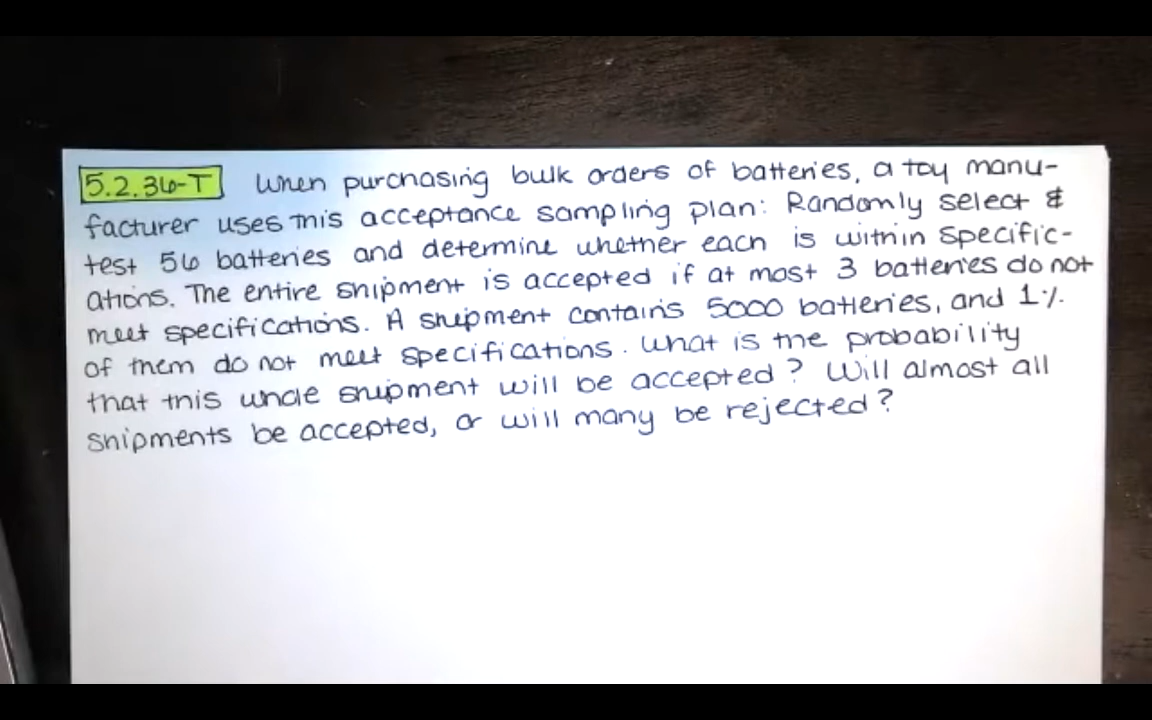 5.2.36-T When purchasing bulk orders of batteries, a toy manu-
facturer uses this acceptance sampling plan: Randomly select &
test 56 batteries and determine whether each is within specific-
ations. The entire shipment is accepted if at most 3 batteries do not
meet specifications. A shipment contains 5000 batteries, and 1%
of them do not meet specifications. What is the probability
that this whole shipment will be accepted? Will almost all
shipments be accepted, or will many be rejected?